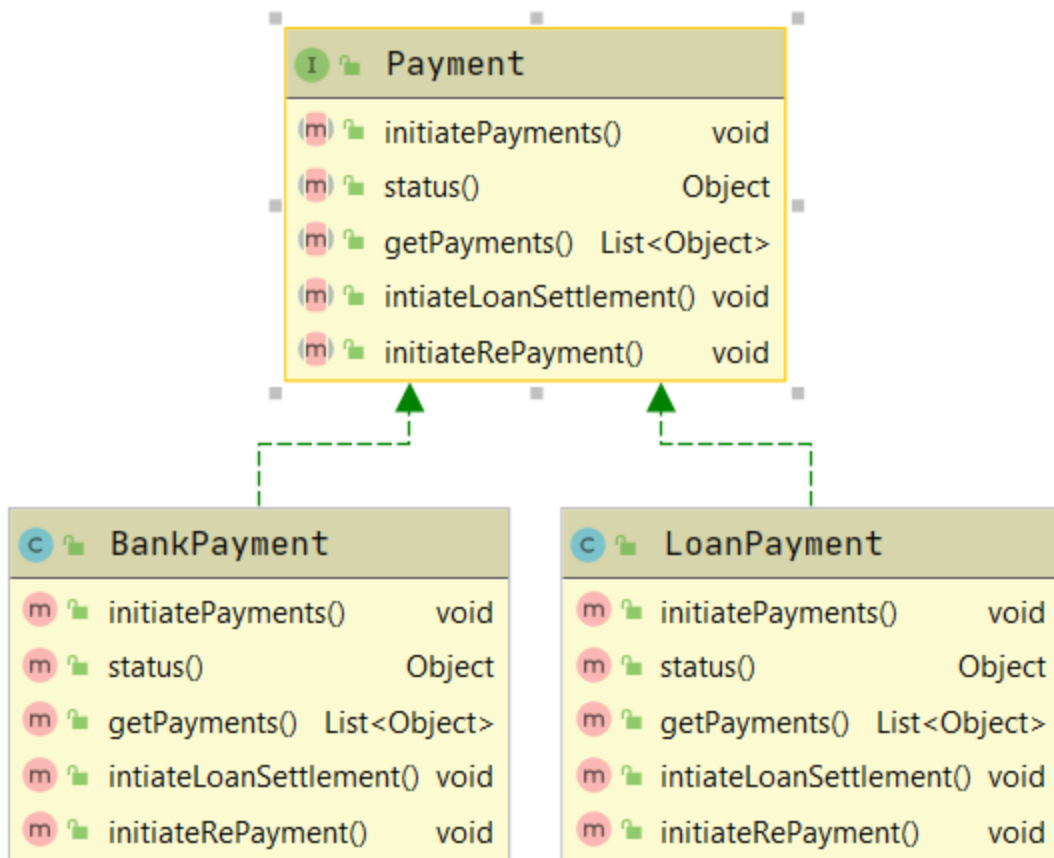 I Payment
m initiatePayments() void
m status() Object
m getPayments() List<Object>
m intiateLoanSettlement() void
m initiateRePayment() void
C BankPayment
m initiatePayments() void
m status() Object
m getPayments() List<Object>
m intiateLoanSettlement() void
m initiateRePayment() void
C LoanPayment
m initiatePayments() void
m status() Object
m getPayments() List<Object>
m intiateLoanSettlement() void
m initiateRePayment() void